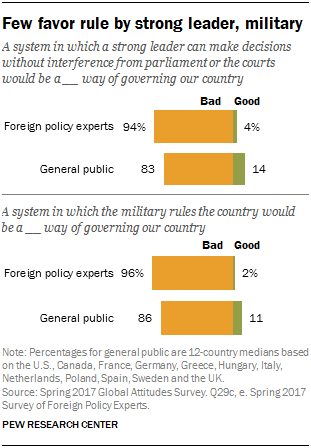 Few favor rule by strong leader, military
A system in which a strong leader can make decisions
without interference from parliament or the courts
would be a __ way of governing our country
Bad Good
Foreign policy experts 94% 4%
General public 83 14
A system in which the military rules the country would
be a __ way of governing our country
Bad Good
Foreign policy experts 96% 2%
General public 86 11
Note: Percentages for general public are 12-country medians based
on the U.S., Canada, France, Germany, Greece, Hungary, Italy,
Netherlands, Poland, Spain, Sweden and the UK.
Source: Spring 2017 Global Attitudes Survey. Q29c, e. Spring 2017
Survey of Foreign Policy Experts.
PEW RESEARCH CENTER